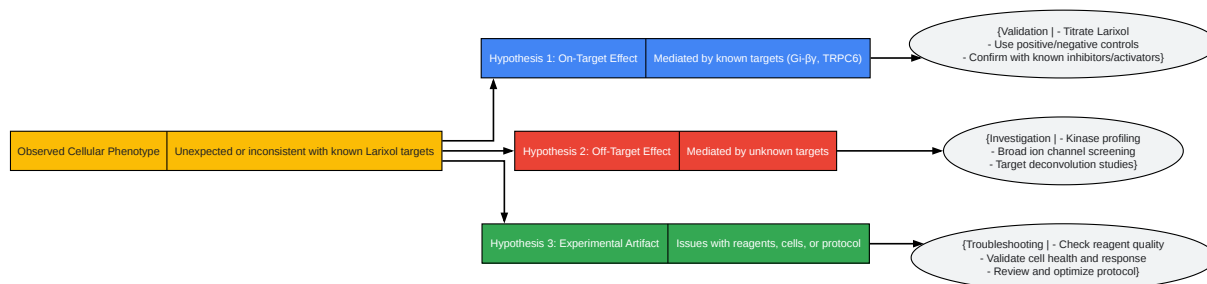 Observed Cellular Phenotype
Unexpected or inconsistent with known Larixol targets
Hypothesis 1: On-Target Effect
Mediated by known targets (Gi-βγ, TRPC6)
{Validation | - Titrate Larixol
- Use positive/negative controls
- Confirm with known inhibitors/activators}
Hypothesis 2: Off-Target Effect
Mediated by unknown targets
{Investigation | - Kinase profiling
- Broad ion channel screening
- Target deconvolution studies}
Hypothesis 3: Experimental Artifact
Issues with reagents, cells, or protocol
{Troubleshooting | - Check reagent quality
- Validate cell health and response
- Review and optimize protocol}